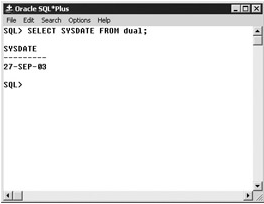 Oracle SQL*Plus
File Edit Search Options Help
SQL> SELECT SYSDATE FROM dual;
SYSDATE
---------
27-SEP-03
SQL>